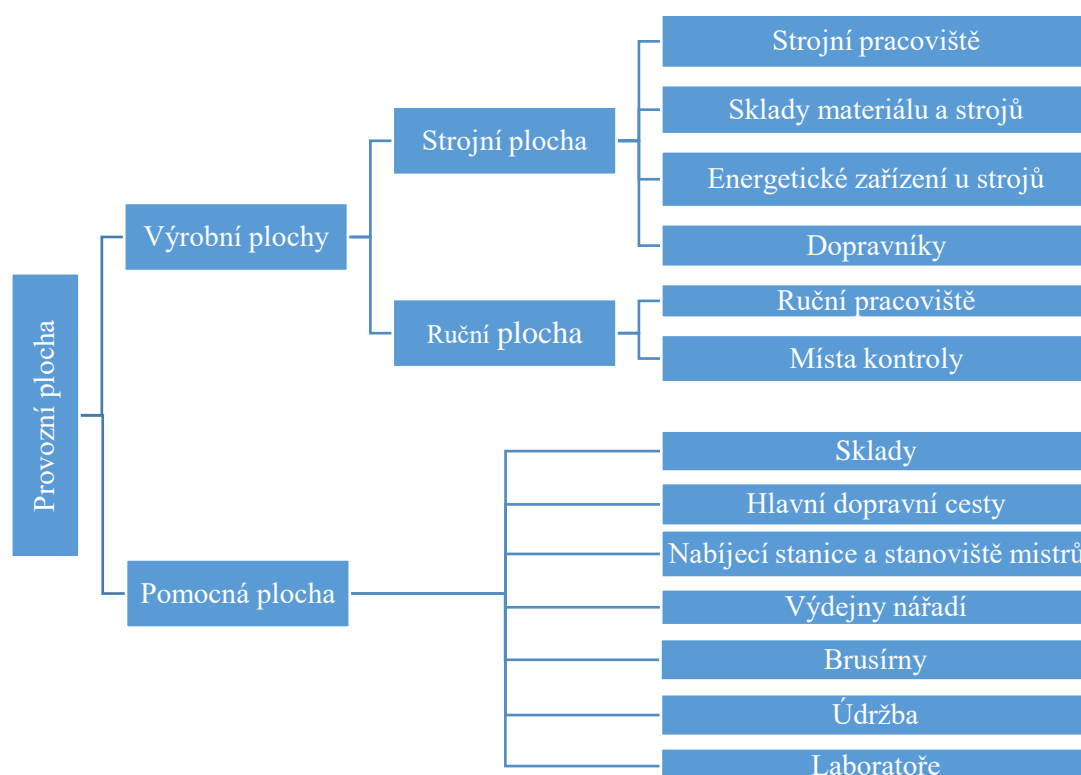 Provozní plocha
Výrobní plochy
Strojní plocha
Strojní pracoviště
Sklady materiálu a strojů
Energetické zařízení u strojů
Dopravníky
Ruční plocha
Ruční pracoviště
Místa kontroly
Pomocná plocha
Sklady
Hlavní dopravní cesty
Nabíjecí stanice a stanoviště mistrů
Výdejny nářadí
Brusírny
Údržba
Laboratoře